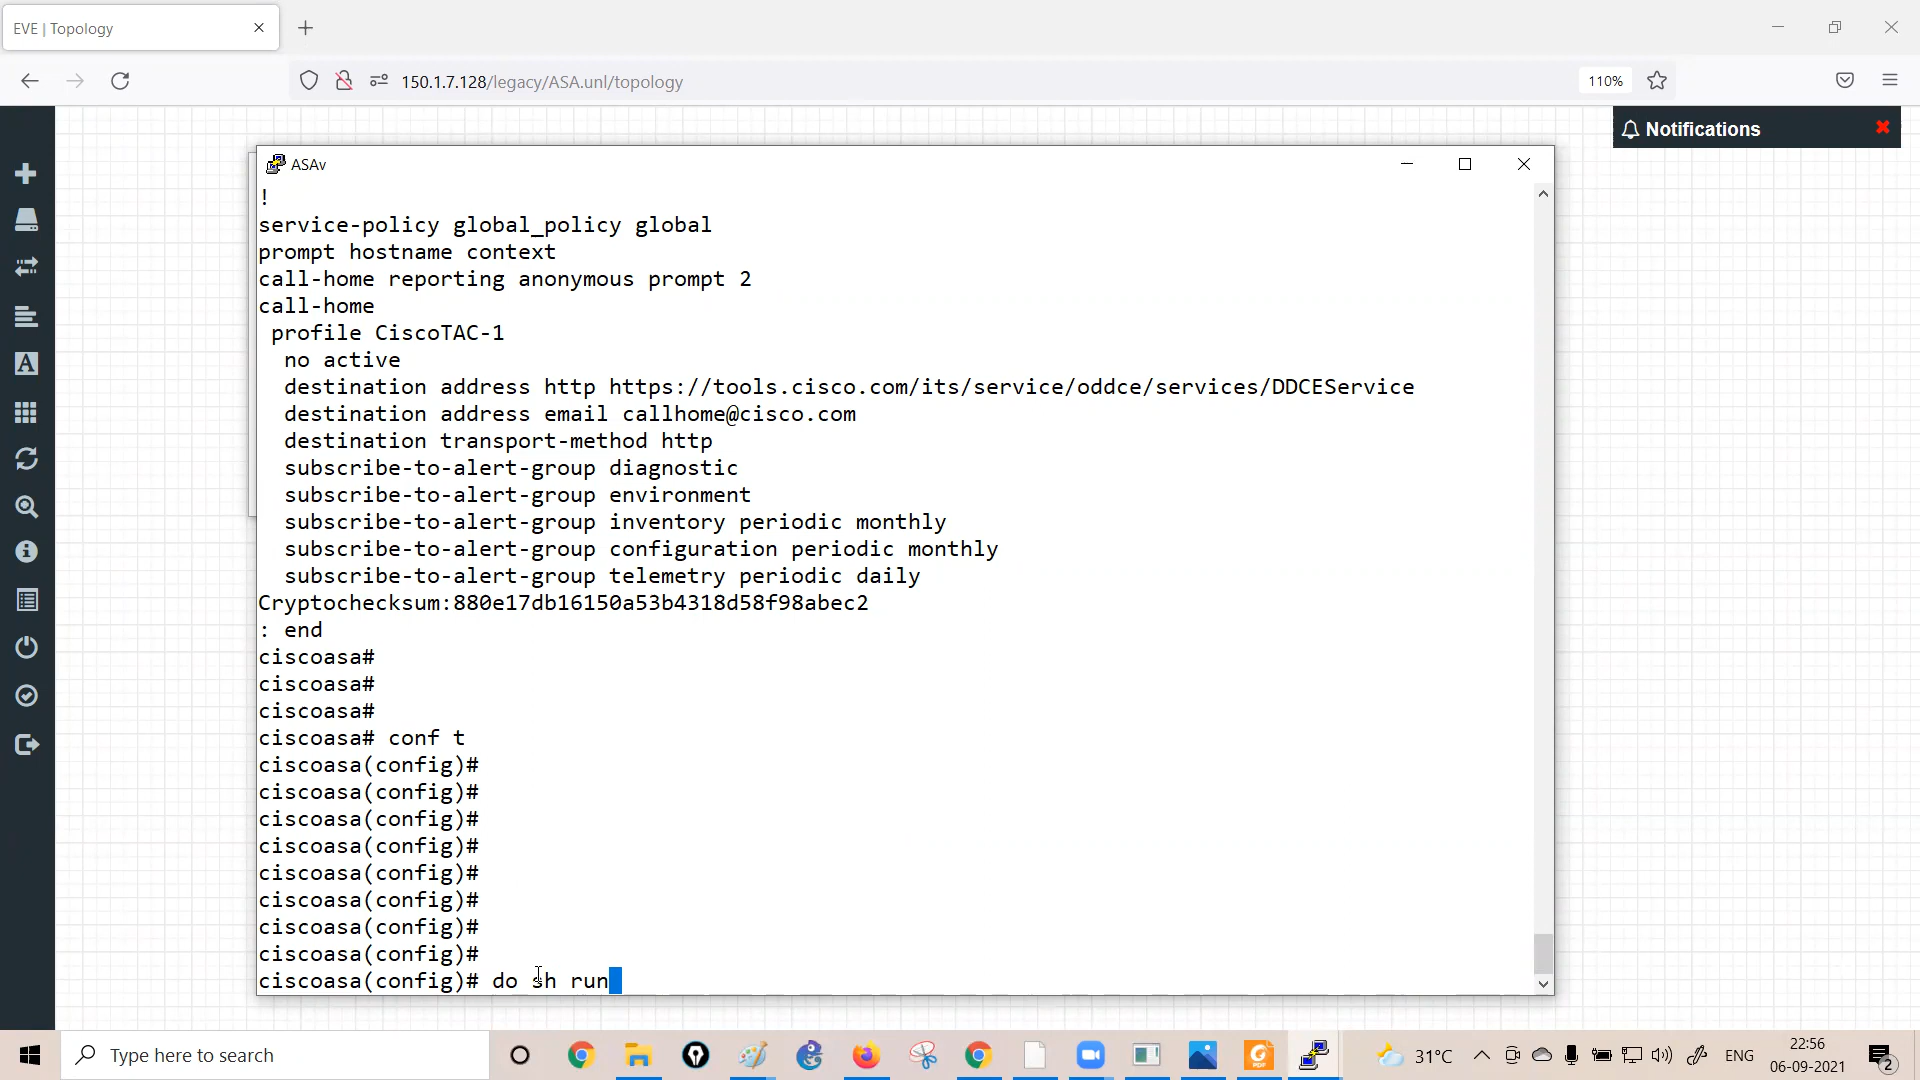 EVE | Topology
150.1.7.128/legacy/ASA.unl/topology
110%
Notifications
ASAv
!
service-policy global_policy global
prompt hostname context
call-home reporting anonymous prompt 2
call-home
profile CiscoTAC-1
no active
destination address http https://tools.cisco.com/its/service/oddce/services/DDCEService
destination address email callhome@cisco.com
destination transport-method http
subscribe-to-alert-group diagnostic
subscribe-to-alert-group environment
subscribe-to-alert-group inventory periodic monthly
subscribe-to-alert-group configuration periodic monthly
subscribe-to-alert-group telemetry periodic daily
Cryptochecksum:880e17db16150a53b4318d58f98abec2
: end
ciscoasa#
ciscoasa#
ciscoasa#
ciscoasa# conf t
ciscoasa(config)#
ciscoasa(config)#
ciscoasa(config)#
ciscoasa(config)#
ciscoasa(config)#
ciscoasa(config)#
ciscoasa(config)#
ciscoasa(config)#
ciscoasa(config)# do sh run
Type here to search
31°C
ENG
22:56
06-09-2021
2